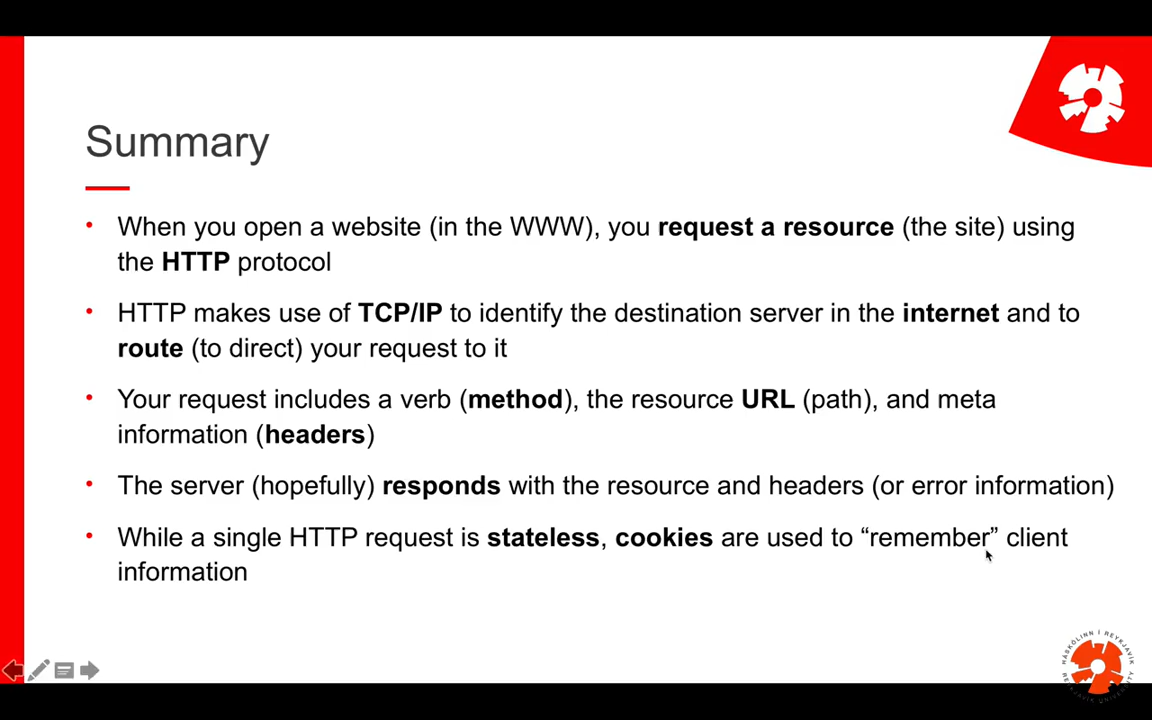 Summary
• When you open a website (in the WWW), you request a resource (the site) using
the HTTP protocol
• HTTP makes use of TCP/IP to identify the destination server in the internet and to
route (to direct) your request to it
• Your request includes a verb (method), the resource URL (path), and meta
information (headers)
• The server (hopefully) responds with the resource and headers (or error information)
• While a single HTTP request is stateless, cookies are used to “remember” client
information
HÁSKÓLINN Í REYKJAVÍK
REYKJAVIK UNIVERSITY